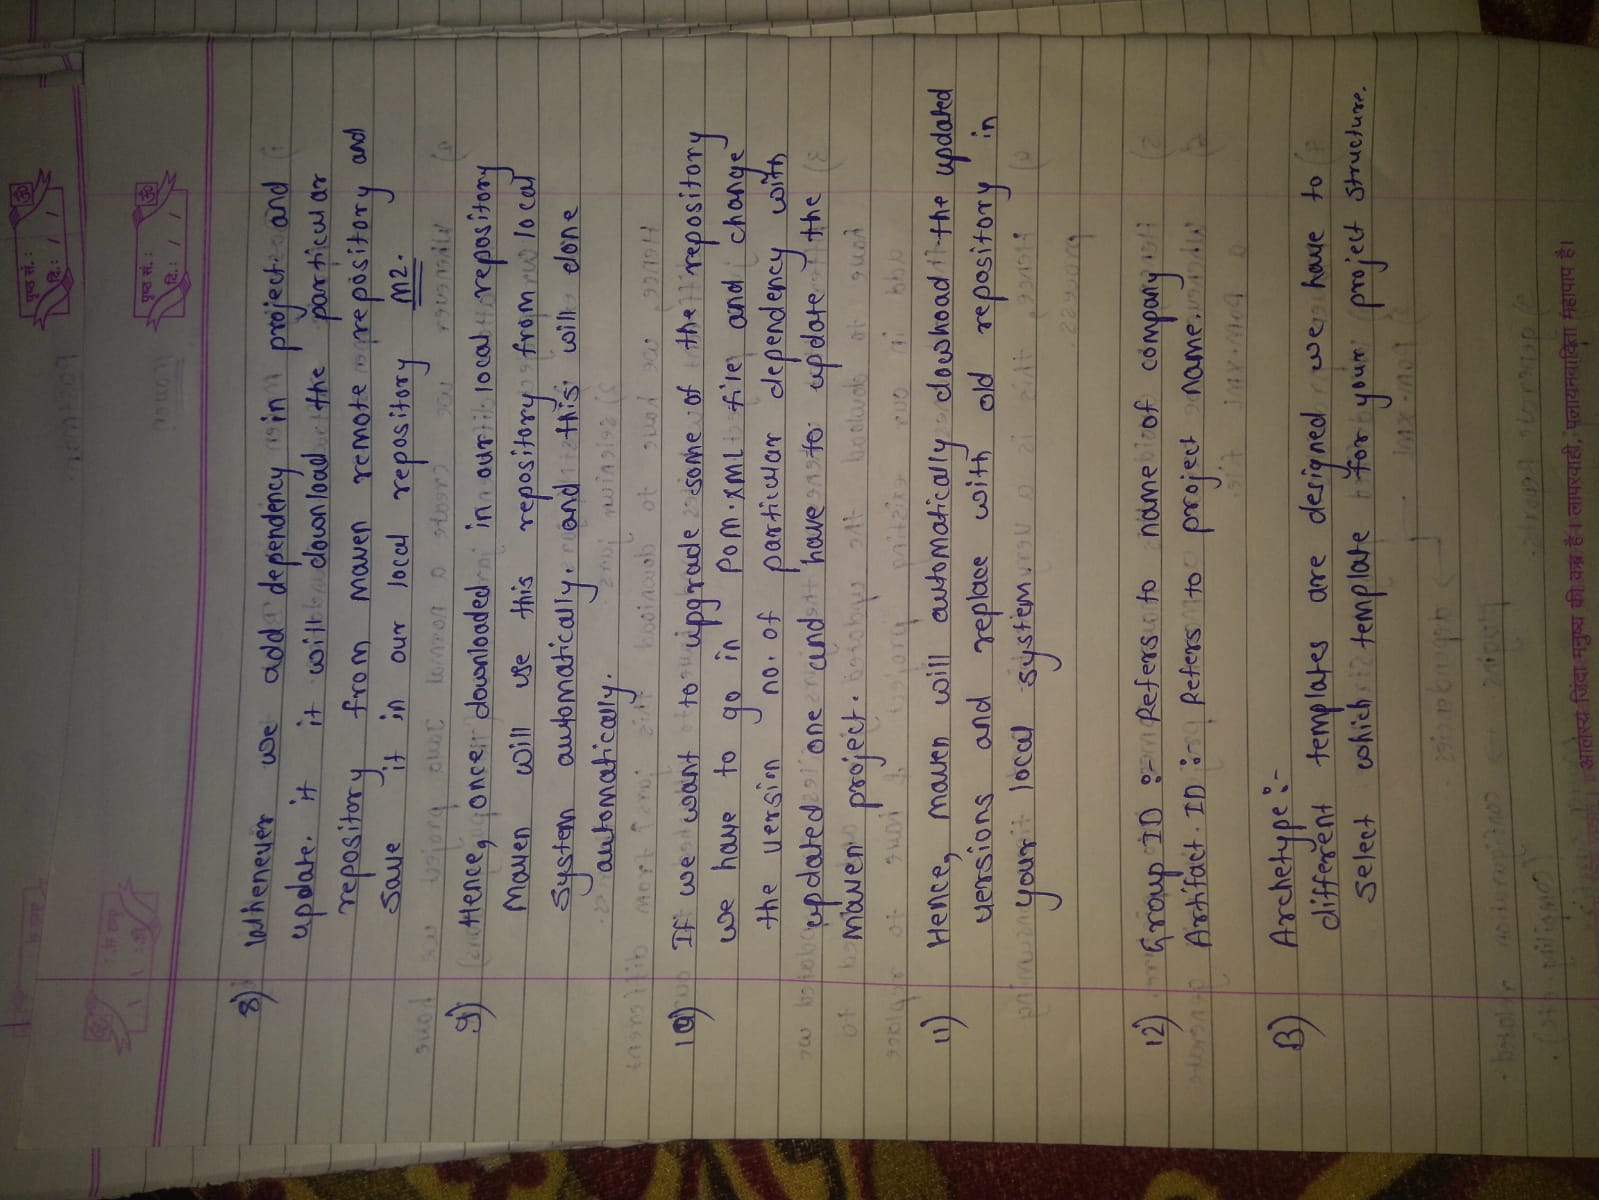 पृष्ठ सं. :
दि. : / /
पृष्ठ सं. :
दि. : / /
8) Whenever we add dependency in project and
update. it it will download the particular
repository from Maven remote repository and
save it in our local repository M2.
9) Hence, once downloaded in our local repository
Maven will use this repository from local
system automatically. and this will done
automatically.
10) If we want to upgrade some of the repository
we have to go in POM.XML file and change
the version no. of particular dependency with
updated one and have to update the
Maven project.
11) Hence, maven will automatically download the updated
versions and replace with old repository in
your local system.
12) Group ID :- Refers to name of company
Artifact ID :- Refers to project name.
13) Archetype :-
different templates are designed we have to
select which template for your project structure.
आलस्य जिंदा मनुष्य की कब्र है। लापरवाही, पलायनवादिता महापाप है।